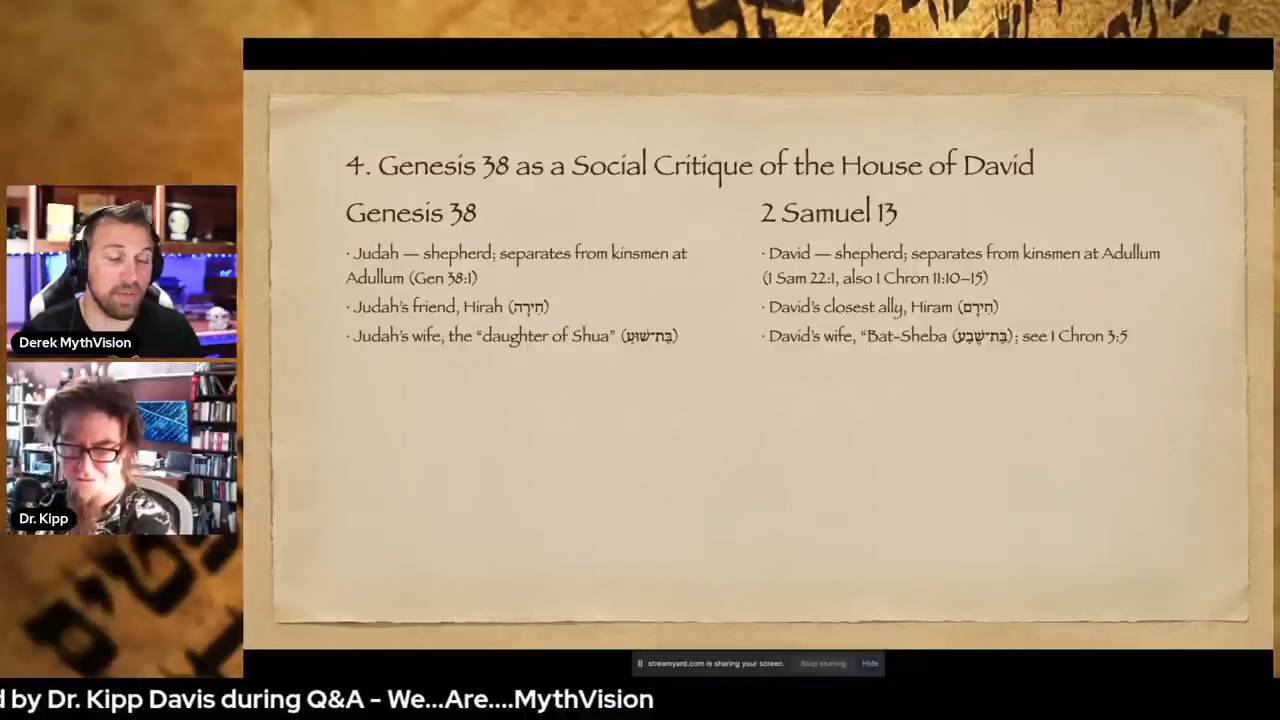 4. Genesis 38 as a Social Critique of the House of David
Genesis 38
· Judah — shepherd; separates from kinsmen at
Adullum (Gen 38:1)
· Judah's friend, Hirah (חִירָה)
· Judah's wife, the "daughter of Shua" (בַּת־שׁוּעַ)
2 Samuel 13
· David — shepherd; separates from kinsmen at Adullum
(1 Sam 22:1, also 1 Chron 11:10–15)
· David's closest ally, Hiram (חִירָם)
· David's wife, "Bat-Sheba (בַּת־שֶׁבַע); see 1 Chron 3:5
Derek MythVision
Dr. Kipp
streamyard.com is sharing your screen.
Stop sharing
Hide
d by Dr. Kipp Davis during Q&A - We...Are....MythVision